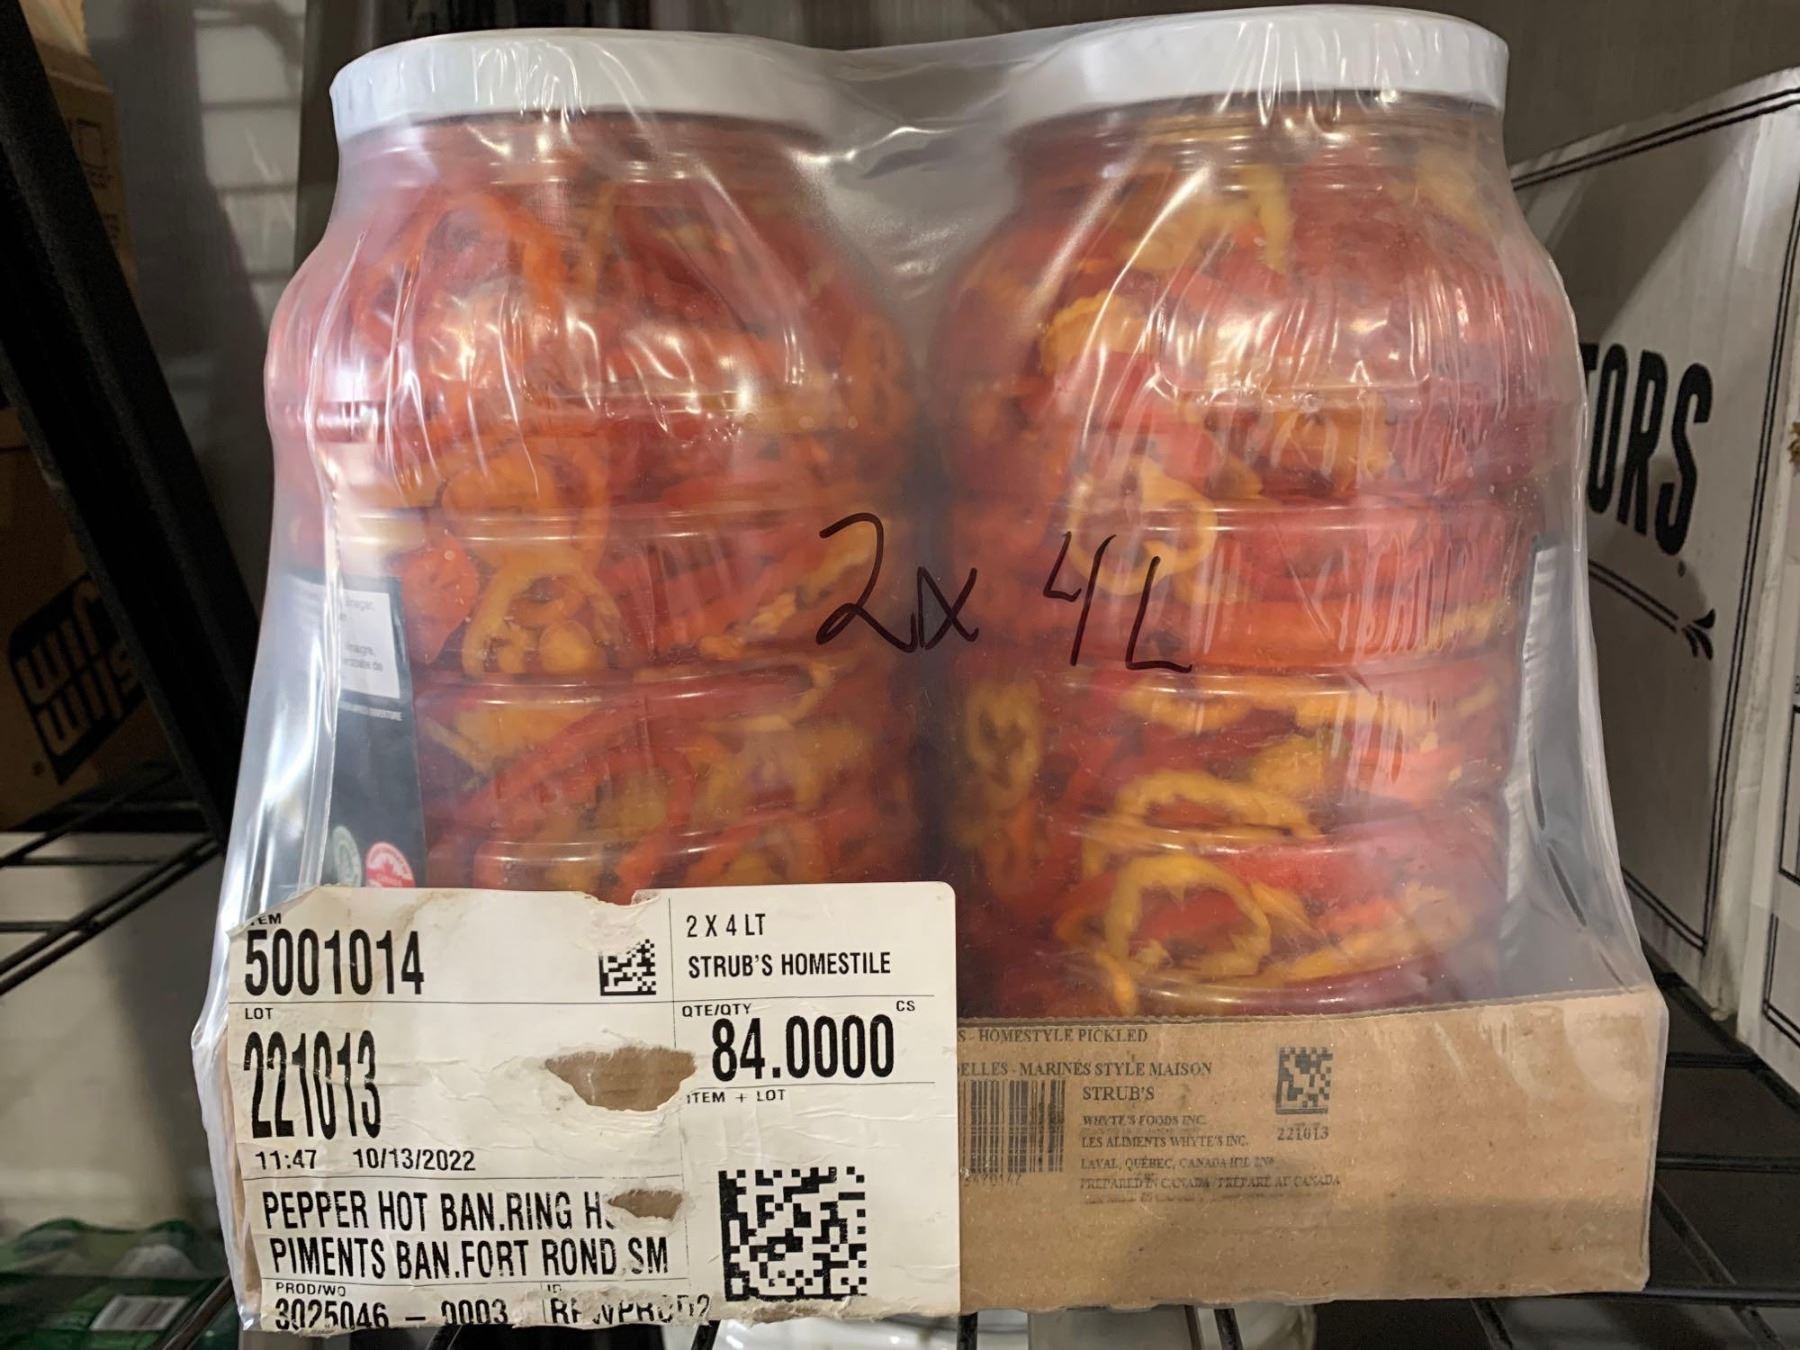 2x 4L
TORS
5001014
2 X 4 LT
STRUB'S HOMESTILE
LOT
QTE/QTY
CS
221013
84.0000
ITEM + LOT
11:47 10/13/2022
PEPPER HOT BAN.RING
PIMENTS BAN.FORT ROND SM
PROD/WO
ID
3025046 – 0003
S - HOMESTYLE PICKLED
ELLES - MARINÉS STYLE MAISON
STRUB'S
WHYTE'S FOODS INC.
LES ALIMENTS WHYTE'S INC.
221013
LAVAL, QUÉBEC, CANADA
PREPARED IN CANADA / PRÉPARÉ AU CANADA